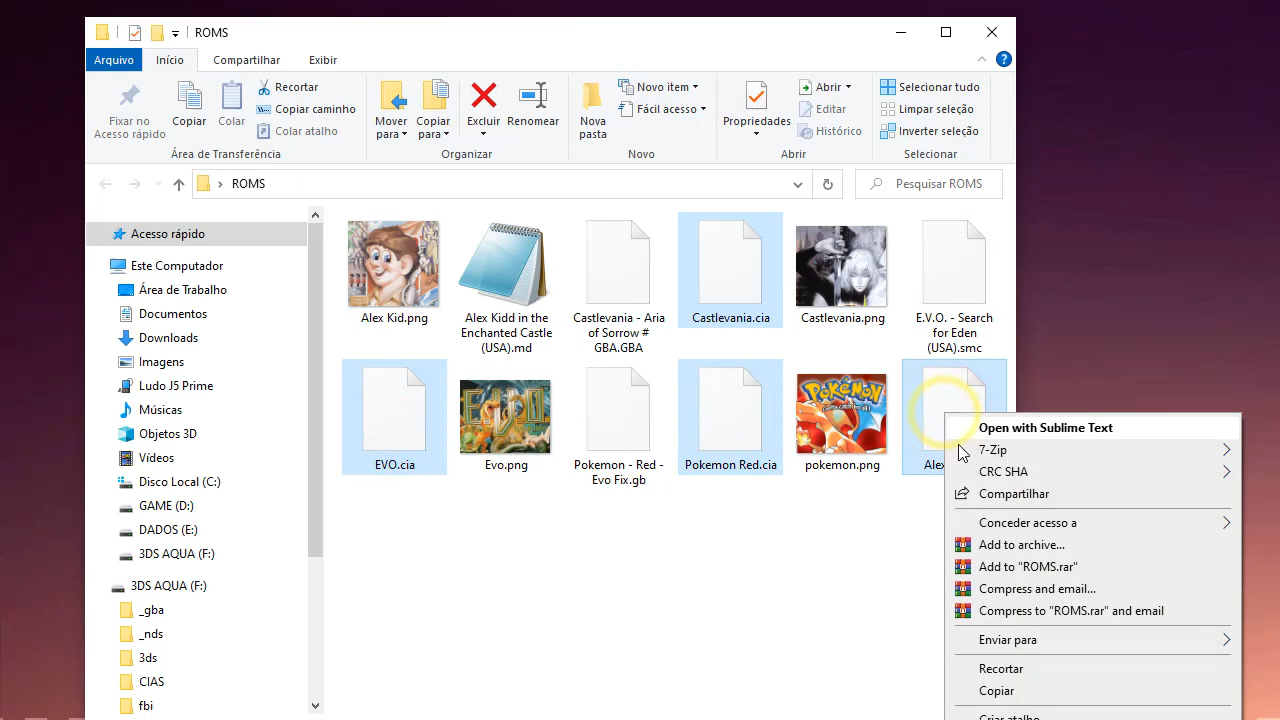 ROMS
Arquivo
Início
Compartilhar
Exibir
Fixar no
Acesso rápido
Copiar
Colar
Recortar
Copiar caminho
Colar atalho
Área de Transferência
Mover
para
Copiar
para
Excluir
Renomear
Organizar
Nova
pasta
Novo item
Fácil acesso
Novo
Propriedades
Abrir
Editar
Histórico
Abrir
Selecionar tudo
Limpar seleção
Inverter seleção
Selecionar
ROMS
Pesquisar ROMS
Acesso rápido
Este Computador
Área de Trabalho
Documentos
Downloads
Imagens
Ludo J5 Prime
Músicas
Objetos 3D
Vídeos
Disco Local (C:)
GAME (D:)
DADOS (E:)
3DS AQUA (F:)
3DS AQUA (F:)
_gba
_nds
3ds
CIAS
fbi
Alex Kid.png
Alex Kidd in the
Enchanted Castle
(USA).md
Castlevania - Aria
of Sorrow #
GBA.GBA
Castlevania.cia
Castlevania.png
E.V.O. - Search
for Eden
(USA).smc
EVO.cia
E.V.O
Evo.png
Pokemon - Red -
Evo Fix.gb
Pokemon Red.cia
POKéMON
pokemon.png
Alex
Open with Sublime Text
7-Zip
CRC SHA
Compartilhar
Conceder acesso a
Add to archive...
Add to "ROMS.rar"
Compress and email...
Compress to "ROMS.rar" and email
Enviar para
Recortar
Copiar
Criar atalho